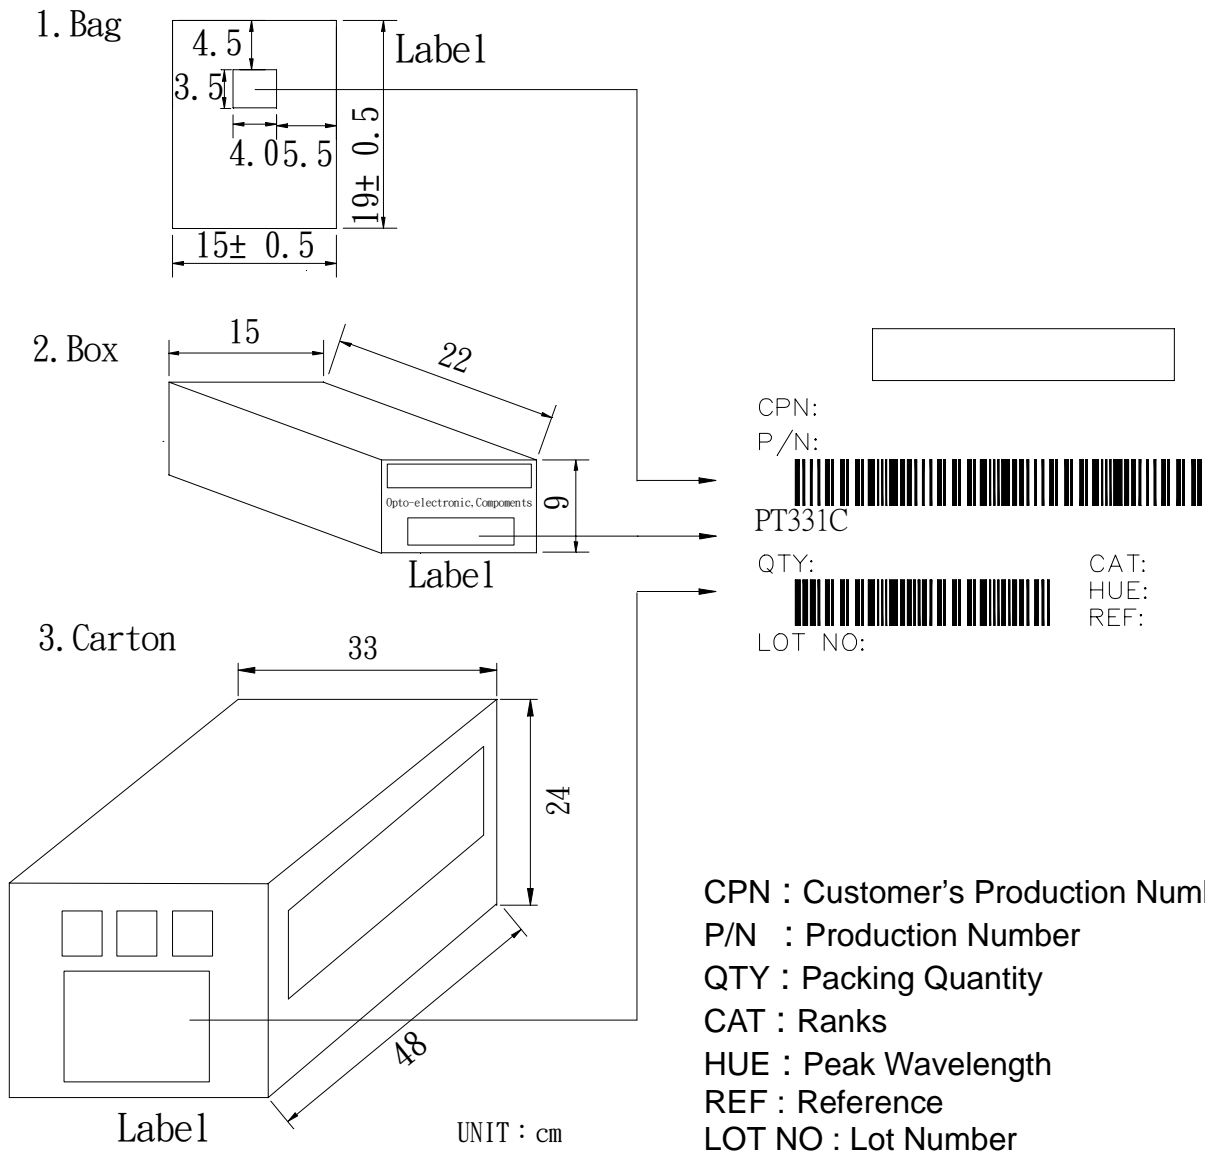 1. Bag
4.5
Label
3.5
4.0
5.5
19± 0.5
15± 0.5
2. Box
15
22
9
Opto-electronic, Compoments
Label
CPN:
P/N:
PT331C
QTY:
CAT:
HUE:
REF:
LOT NO:
3. Carton
33
24
48
Label
UNIT：cm
CPN：Customer’s Production Num
P/N ：Production Number
QTY：Packing Quantity
CAT：Ranks
HUE：Peak Wavelength
REF : Reference
LOT NO : Lot Number